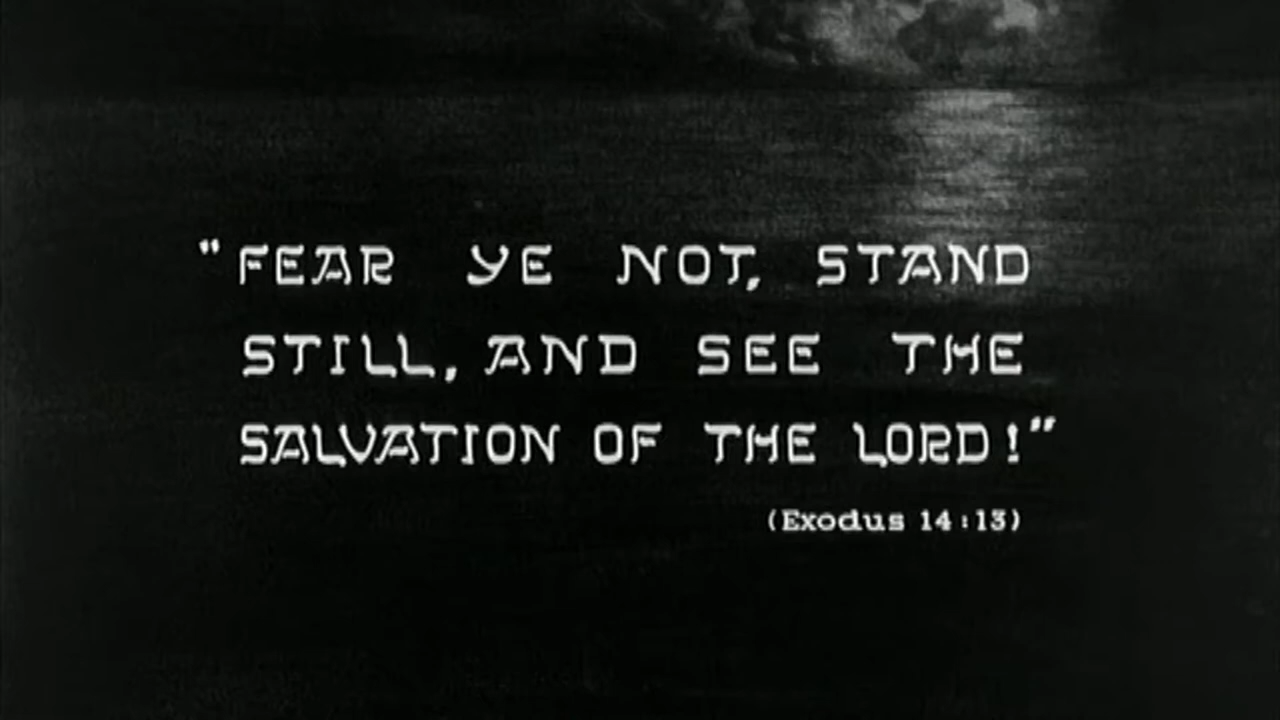 "FEAR YE NOT, STAND
STILL, AND SEE THE
SALVATION OF THE LORD!"
(Exodus 14:13)